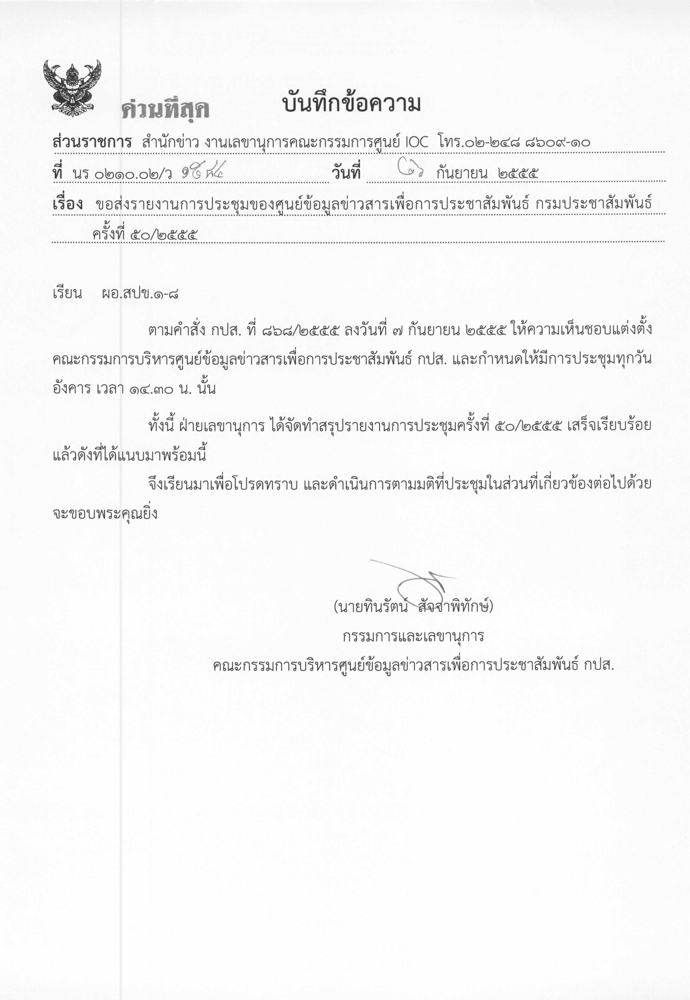 ด่วนที่สุด
บันทึกข้อความ
ส่วนราชการ สำนักข่าว งานเลขานุการคณะกรรมการศูนย์ IOC โทร.๐๒-๒๔๘ ๘๖๐๙-๑๐
ที่ นร ๐๒๑๐.๐๒/ว วันที่ ๒๖ กันยายน ๒๕๕๕
เรื่อง ขอส่งรายงานการประชุมของศูนย์ข้อมูลข่าวสารเพื่อการประชาสัมพันธ์ กรมประชาสัมพันธ์
ครั้งที่ ๕๐/๒๕๕๕
เรียน ผอ.สปข.๑-๘
ตามคำสั่ง กปส. ที่ ๘๖๘/๒๕๕๕ ลงวันที่ ๗ กันยายน ๒๕๕๕ ให้ความเห็นชอบแต่งตั้ง
คณะกรรมการบริหารศูนย์ข้อมูลข่าวสารเพื่อการประชาสัมพันธ์ กปส. และกำหนดให้มีการประชุมทุกวัน
อังคาร เวลา ๑๔.๓๐ น. นั้น
ทั้งนี้ ฝ่ายเลขานุการ ได้จัดทำสรุปรายงานการประชุมครั้งที่ ๕๐/๒๕๕๕ เสร็จเรียบร้อย
แล้วดังที่ได้แนบมาพร้อมนี้
จึงเรียนมาเพื่อโปรดทราบ และดำเนินการตามมติที่ประชุมในส่วนที่เกี่ยวข้องต่อไปด้วย
จะขอบพระคุณยิ่ง
(นายทินรัตน์ สัจจาพิทักษ์)
กรรมการและเลขานุการ
คณะกรรมการบริหารศูนย์ข้อมูลข่าวสารเพื่อการประชาสัมพันธ์ กปส.